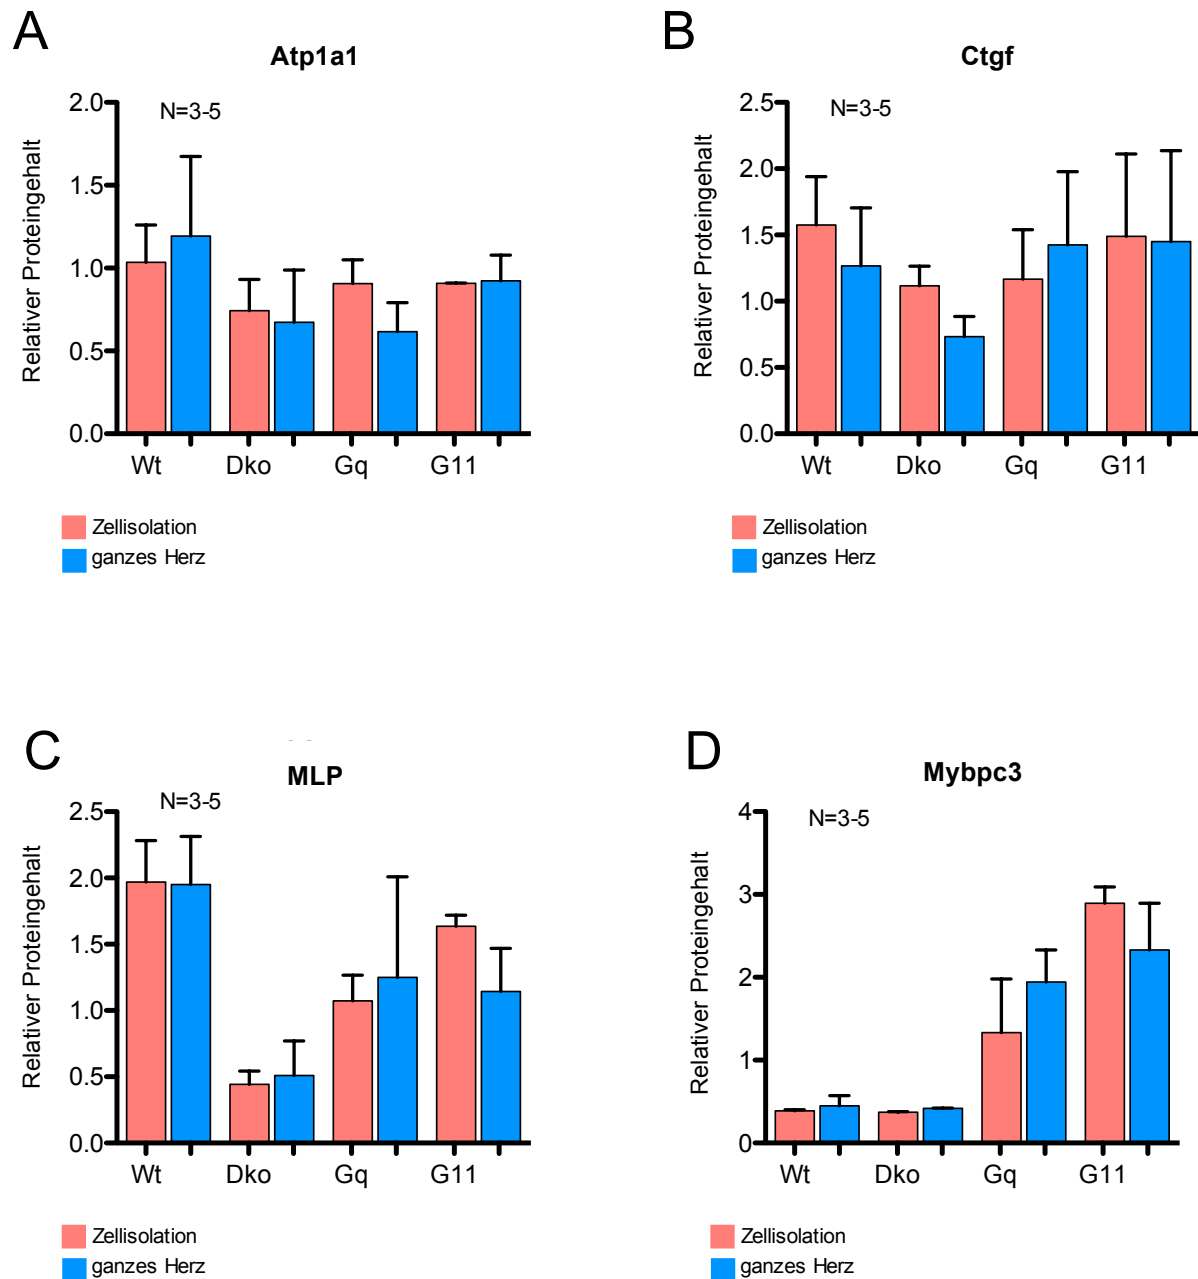 A
Atp1a1
N=3-5
Relativer Proteingehalt
2.0
1.5
1.0
0.5
0.0
Wt Dko Gq G11
Zellisolation
ganzes Herz
B
Ctgf
N=3-5
Relativer Proteingehalt
2.5
2.0
1.5
1.0
0.5
0.0
Wt Dko Gq G11
Zellisolation
ganzes Herz
C
MLP
N=3-5
Relativer Proteingehalt
2.5
2.0
1.5
1.0
0.5
0.0
Wt Dko Gq G11
Zellisolation
ganzes Herz
D
Mybpc3
N=3-5
Relativer Proteingehalt
4
3
2
1
0
Wt Dko Gq G11
Zellisolation
ganzes Herz